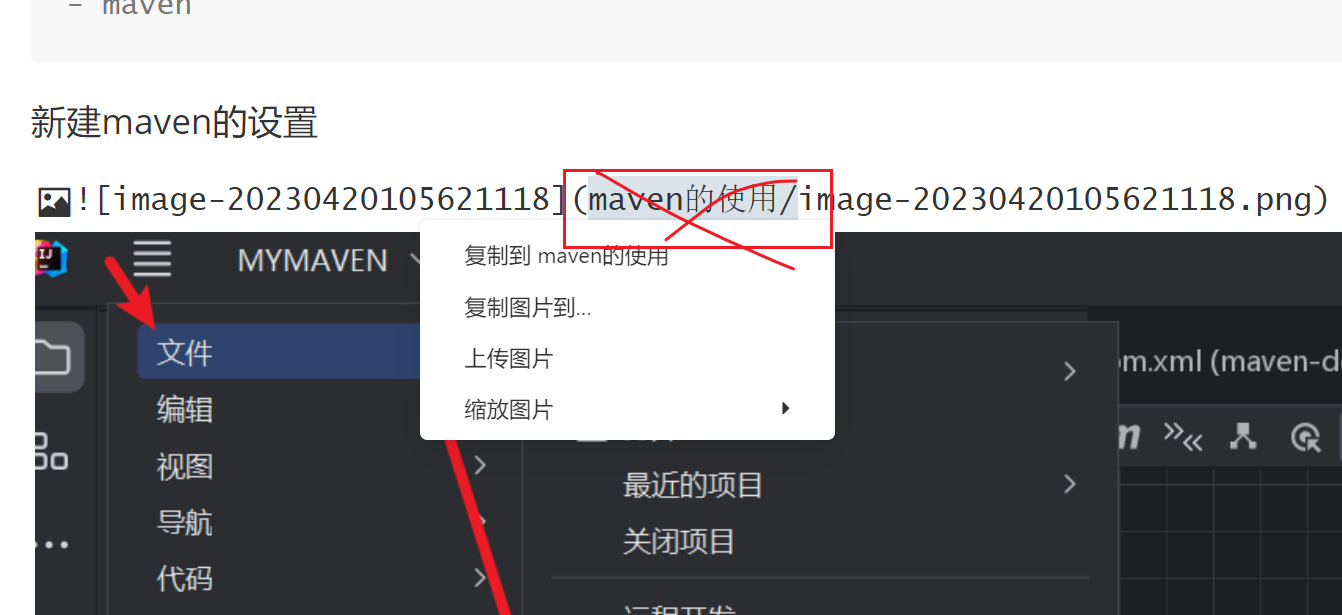 - maven
新建maven的设置
![image-20230420105621118](maven的使用/image-20230420105621118.png)
复制到 maven的使用
复制图片到...
上传图片
缩放图片
IJ
MYMAVEN
文件
编辑
视图
导航
代码
om.xml (maven-d
最近的项目
关闭项目
远程开发